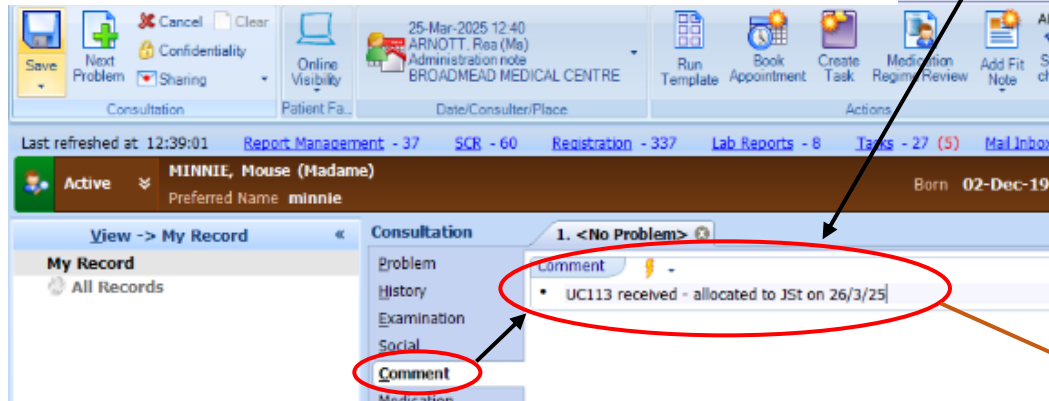 Save
Next Problem
Cancel Clear
Confidentiality
Sharing
Consultation
Online Visibility
Patient Fa...
25-Mar-2025 12:40
ARNOTT, Rea (Ms)
Administration note
BROADMEAD MEDICAL CENTRE
Date/Consulter/Place
Run Template
Book Appointment
Create Task
Medication Regime Review
Add Fit Note
Actions
Last refreshed at 12:39:01 Report Management - 37 SCR - 60 Registration - 337 Lab Reports - 8 Tasks - 27 (5) Mail Inbox
Active MINNIE, Mouse (Madame) Born 02-Dec-19
Preferred Name minnie
View -> My Record «
My Record
All Records
Consultation
Problem
History
Examination
Social
Comment
Medication
1. <No Problem>
Comment
• UC113 received - allocated to JSt on 26/3/25